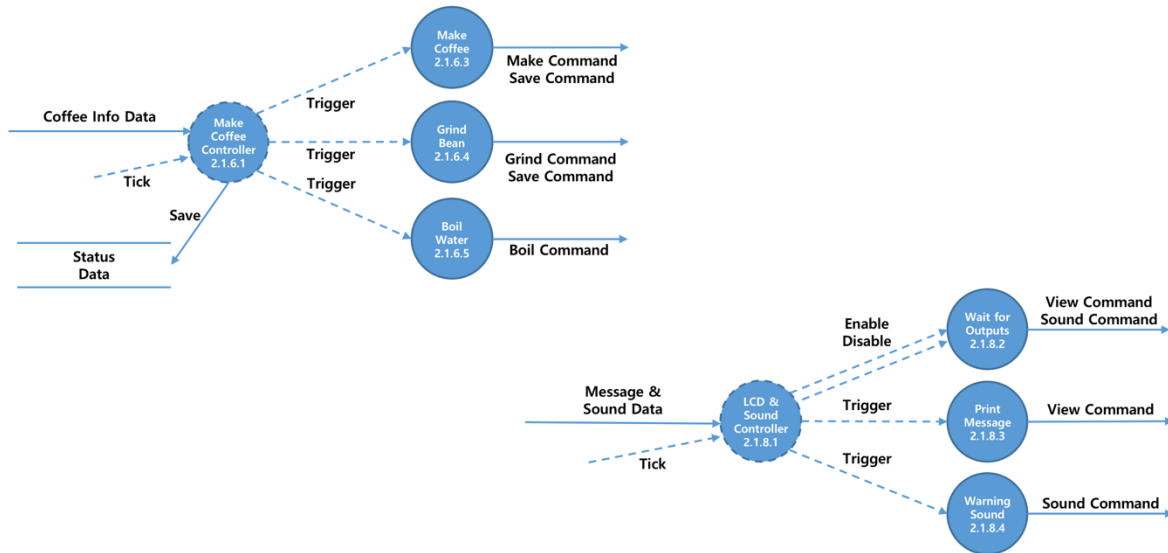 Make
Coffee
2.1.6.3
Make Command
Save Command
Trigger
Coffee Info Data
Make
Coffee
Controller
2.1.6.1
Grind
Bean
2.1.6.4
Trigger
Grind Command
Save Command
Tick
Trigger
Save
Boil
Water
2.1.6.5
Boil Command
Status
Data
Enable
Disable
Wait for
Outputs
2.1.8.2
View Command
Sound Command
Message &
Sound Data
LCD &
Sound
Controller
2.1.8.1
Trigger
Print
Message
2.1.8.3
View Command
Tick
Trigger
Warning
Sound
2.1.8.4
Sound Command